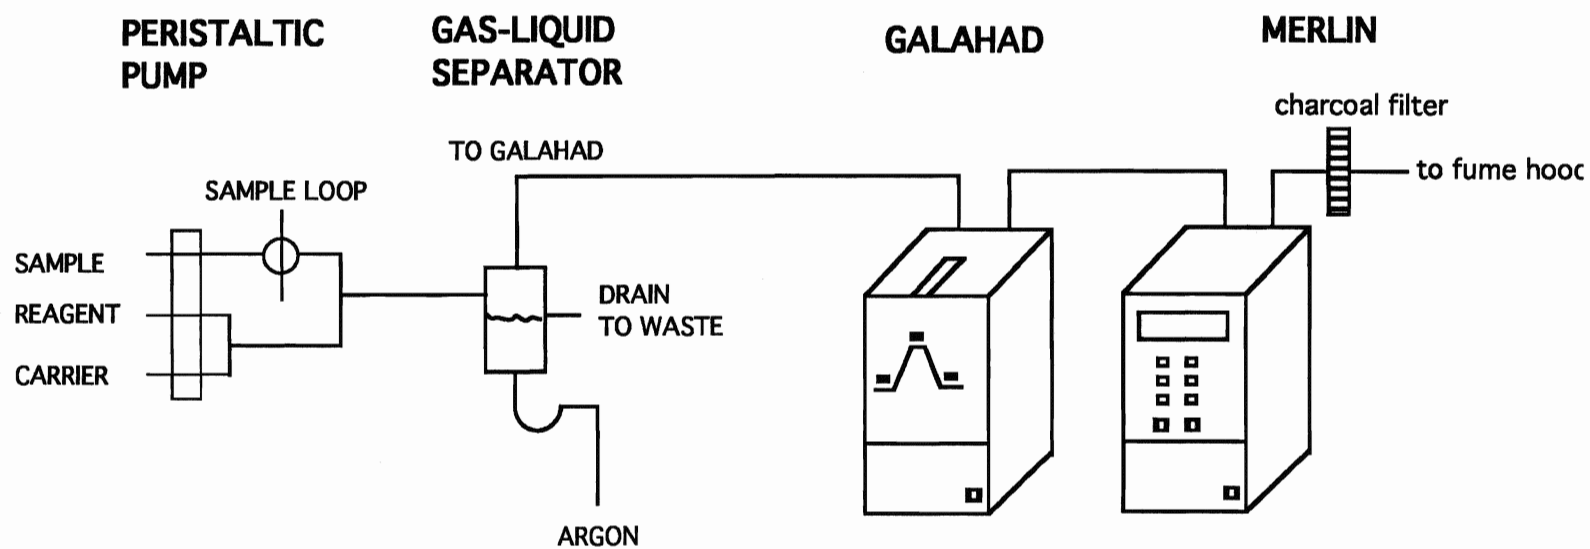 PERISTALTIC
PUMP
GAS-LIQUID
SEPARATOR
GALAHAD
MERLIN
charcoal filter
TO GALAHAD
to fume hooc
SAMPLE LOOP
SAMPLE
REAGENT
CARRIER
DRAIN
TO WASTE
ARGON